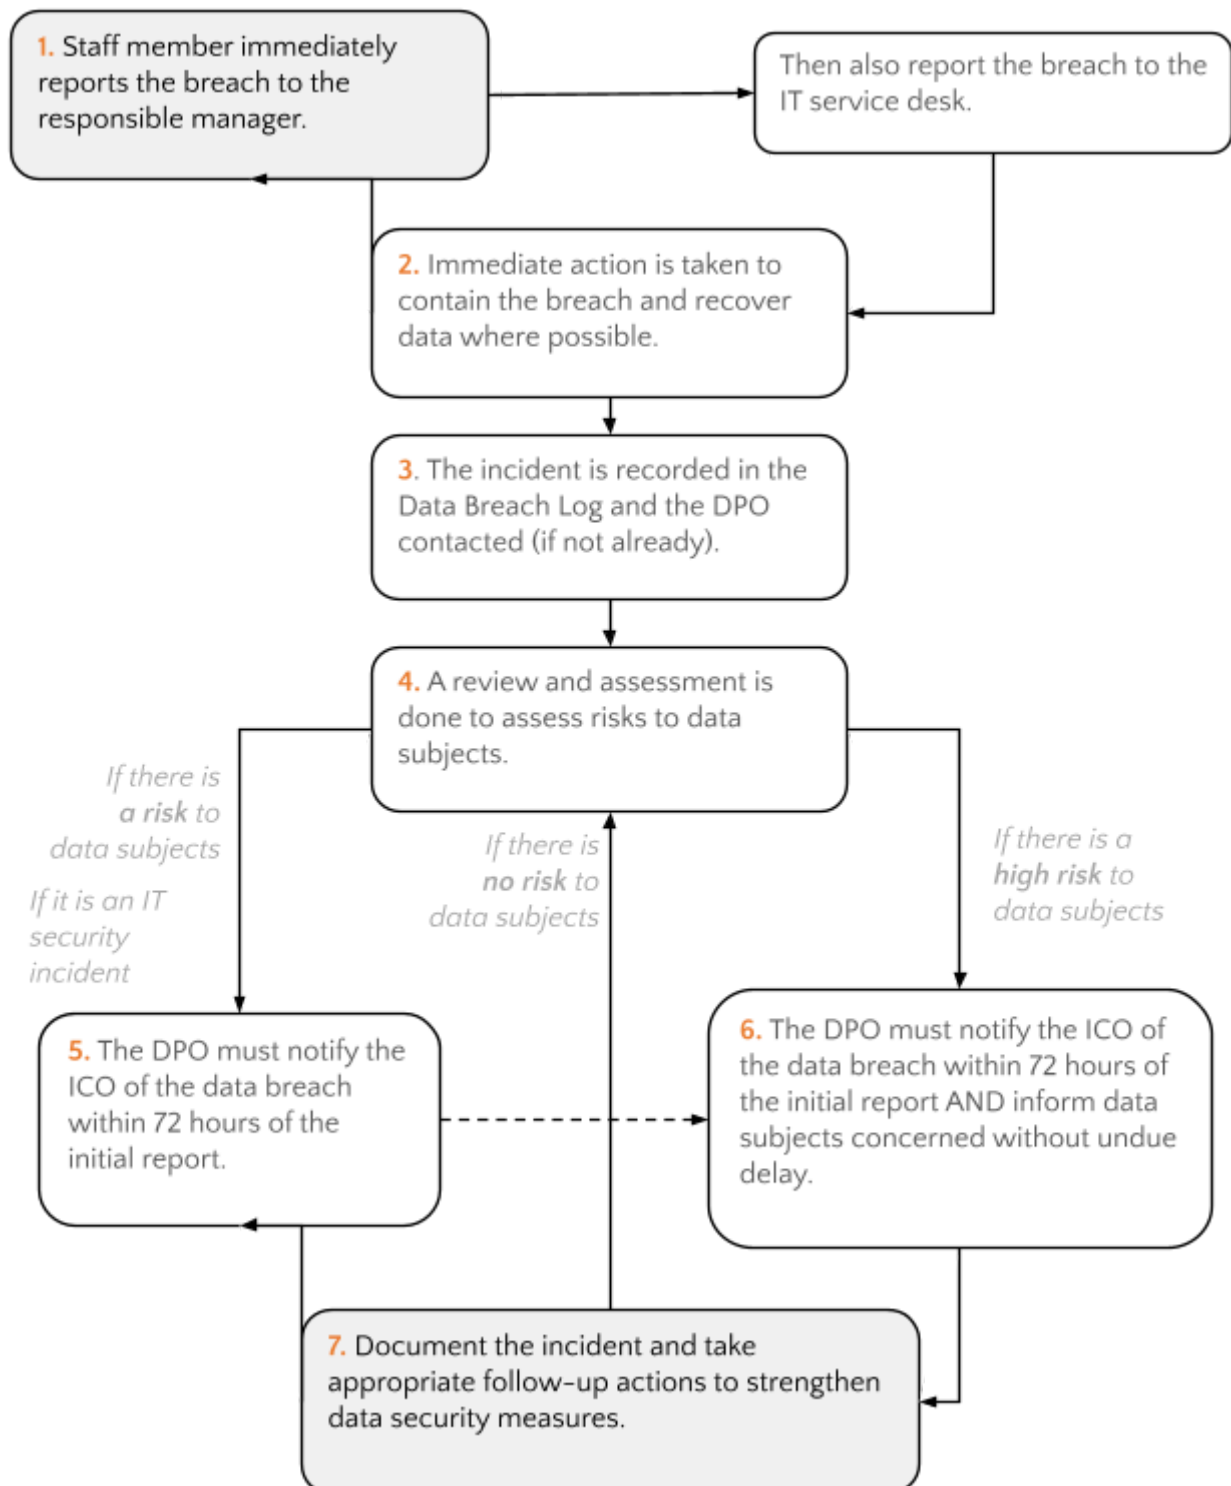 1. Staff member immediately
reports the breach to the
responsible manager.
Then also report the breach to the
IT service desk.
2. Immediate action is taken to
contain the breach and recover
data where possible.
3. The incident is recorded in the
Data Breach Log and the DPO
contacted (if not already).
4. A review and assessment is
done to assess risks to data
subjects.
If there is
a risk to
data subjects
If it is an IT
security
incident
If there is
no risk to
data subjects
If there is a
high risk to
data subjects
5. The DPO must notify the
ICO of the data breach
within 72 hours of the
initial report.
6. The DPO must notify the ICO of
the data breach within 72 hours of
the initial report AND inform data
subjects concerned without undue
delay.
7. Document the incident and take
appropriate follow-up actions to strengthen
data security measures.